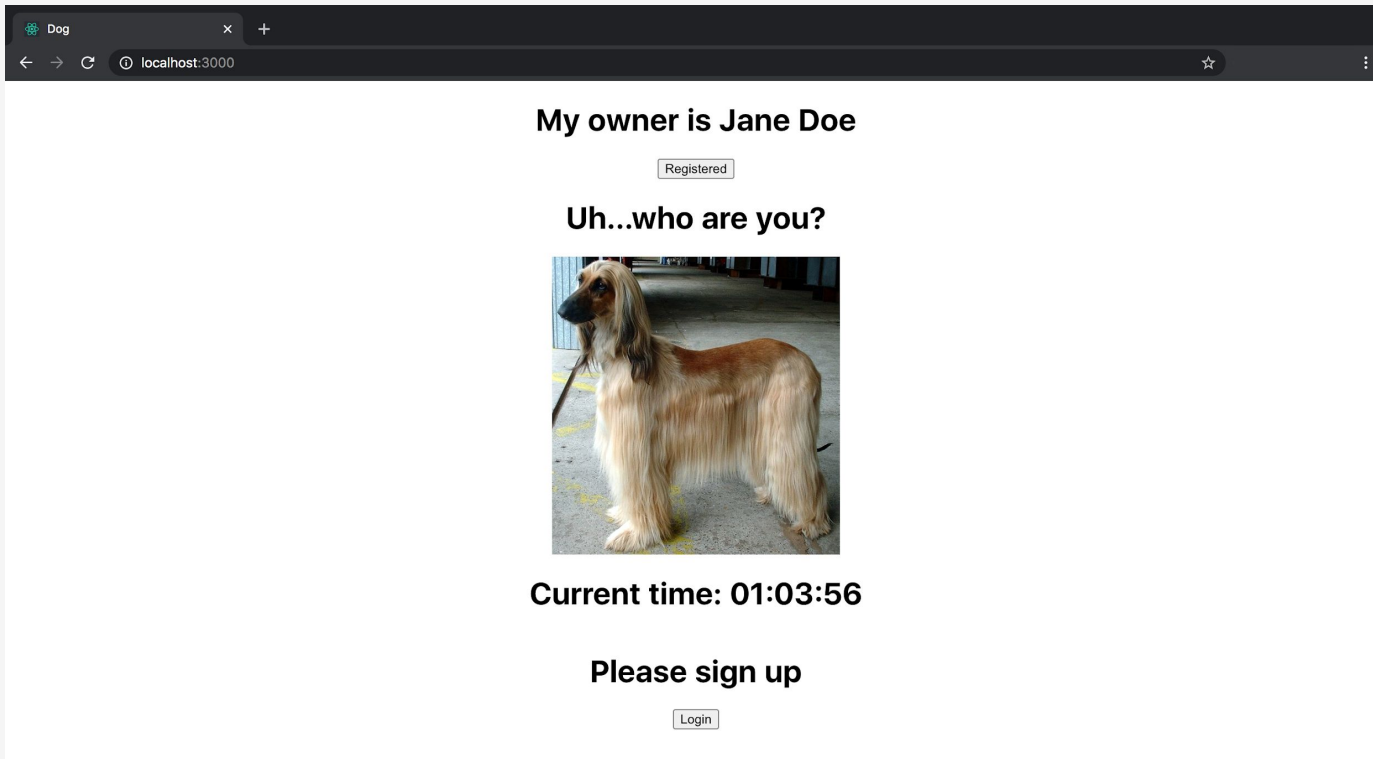 Dog
localhost:3000
My owner is Jane Doe
Registered
Uh...who are you?
Current time: 01:03:56
Please sign up
Login